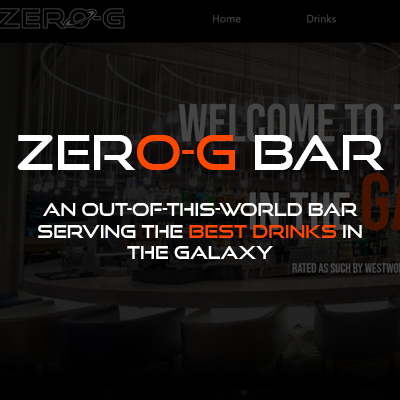 ZERO-G
Home Drinks
WELCOME TO
ZERO-G BAR
IN THE GA
AN OUT-OF-THIS-WORLD BAR
SERVING THE BEST DRINKS IN
THE GALAXY
RATED AS SUCH BY WESTWO